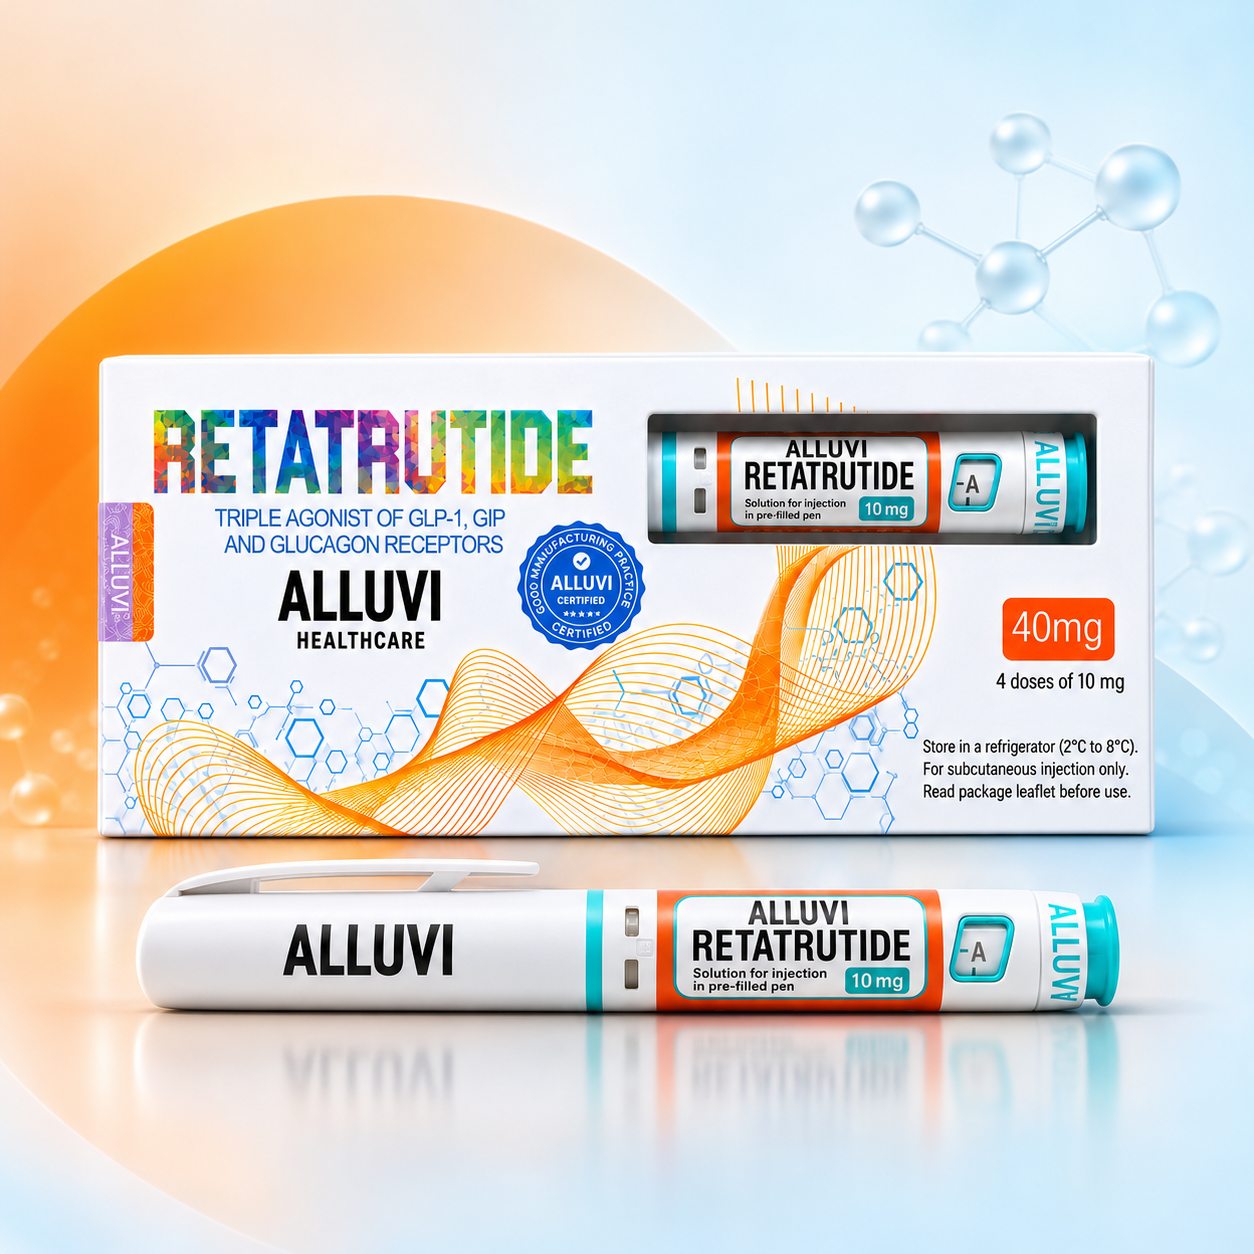 RETATRUTIDE
TRIPLE AGONIST OF GLP-1, GIP
AND GLUCAGON RECEPTORS
ALLUVI
HEALTHCARE
ALLUVI®
GOOD MANUFACTURING PRACTICE
ALLUVI
CERTIFIED
CERTIFIED
ALLUVI
RETATRUTIDE
Solution for injection
in pre-filled pen
10 mg
-A
ALLUVI
40mg
4 doses of 10 mg
Store in a refrigerator (2°C to 8°C).
For subcutaneous injection only.
Read package leaflet before use.
ALLUVI
ALLUVI
RETATRUTIDE
Solution for injection
in pre-filled pen
10 mg
-A
ALLUVI